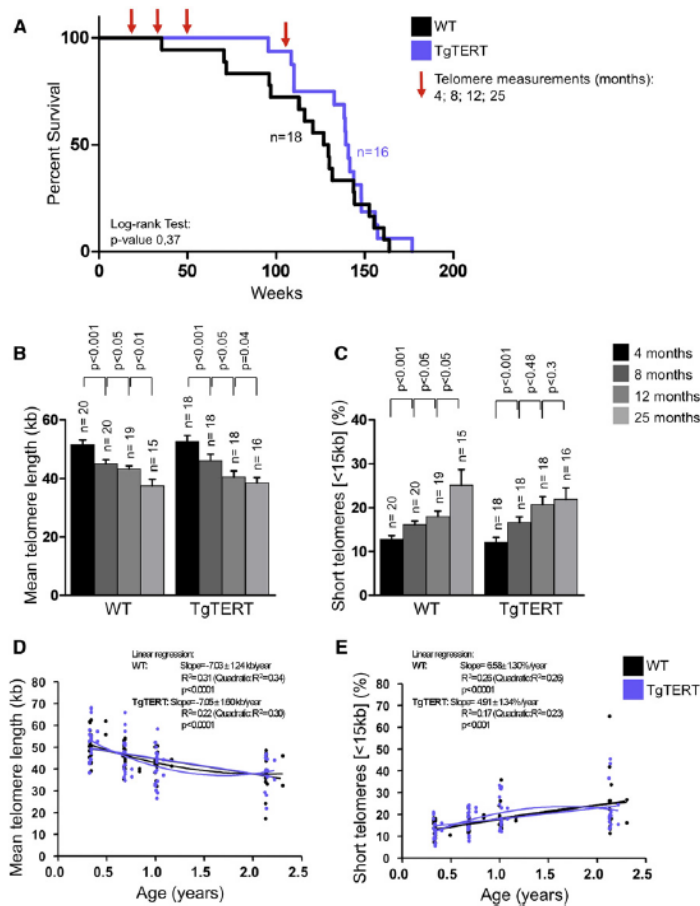 A
WT
TgTERT
Telomere measurements (months):
4; 8; 12; 25
100
50
0
Percent Survival
n=18
n=16
Log-rank Test:
p-value 0,37
0 50 100 150 200
Weeks
B
p<0.001 p<0.05 p<0.01
p<0.001 p<0.05 p=0.04
Mean telomere length (kb)
60
40
20
0
n= 20 n= 20 n= 19 n= 15
n= 18 n= 18 n= 18 n= 16
WT TgTERT
C
p<0.001 p<0.05 p<0.05
p<0.001 p<0.48 p<0.3
4 months
8 months
12 months
25 months
Short telomeres [<15kb] (%)
40
30
20
10
0
n= 20 n= 20 n= 19 n= 15
n= 18 n= 18 n= 18 n= 16
WT TgTERT
D
Linear regression:
WT: Slope=-7.03±1.24 kb/year
R²=0.31 (Quadratic:R²=0.34)
p<0.0001
TgTERT: Slope=-7.05±1.60 kb/year
R²=0.22 (Quadratic:R²=0.30)
p<0.0001
Mean telomere length (kb)
80
70
60
50
40
30
20
10
0
0.0 0.5 1.0 1.5 2.0 2.5
Age (years)
E
Linear regression:
WT: Slope= 6.58±1.30%/year
R²=0.26 (Quadratic:R²=0.26)
p<0.00001
TgTERT: Slope= 4.91±1.34%/year
R²=0.17 (Quadratic:R²=0.23)
p<0001
WT
TgTERT
Short telomeres [<15kb] (%)
80
70
60
50
40
30
20
10
0
0.0 0.5 1.0 1.5 2.0 2.5
Age (years)